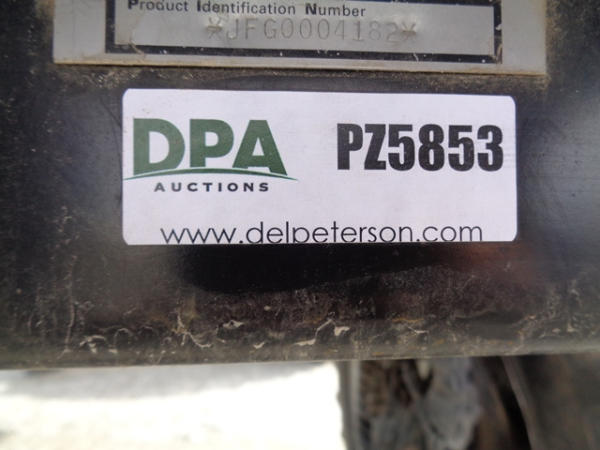 Product Identification Number
*JFG0004182*
DPA
AUCTIONS
PZ5853
www.delpeterson.com